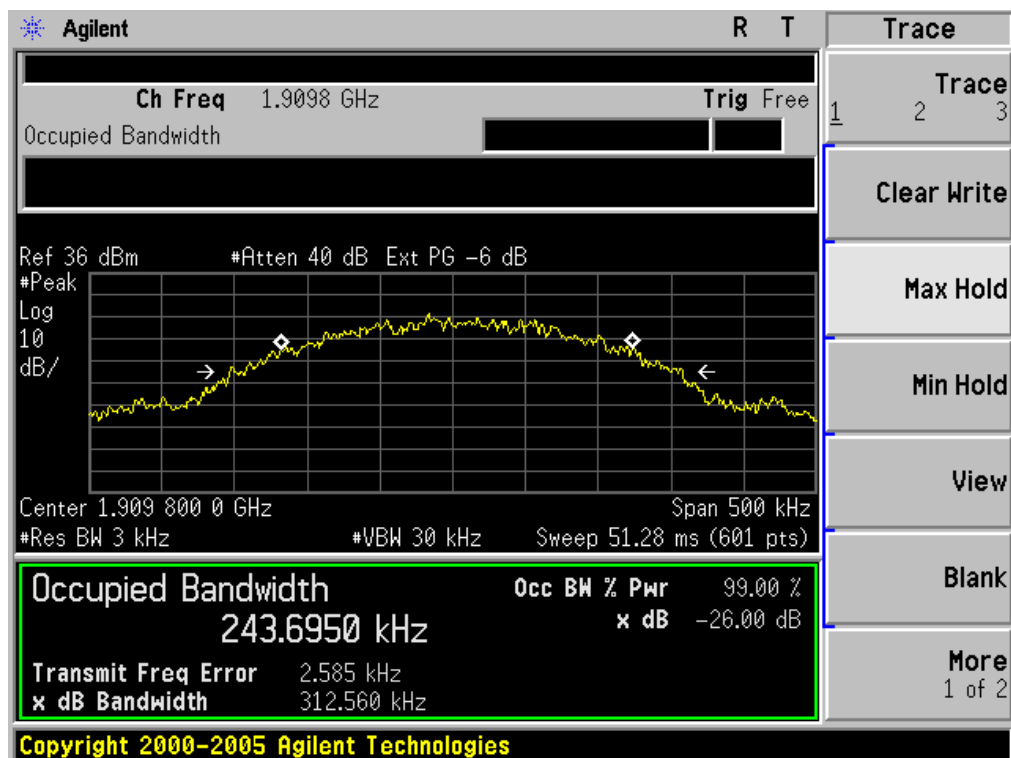 Agilent R T
Ch Freq 1.9098 GHz Trig Free
Occupied Bandwidth
Ref 36 dBm #Atten 40 dB Ext PG -6 dB
#Peak
Log
10
dB/
Center 1.909 800 0 GHz Span 500 kHz
#Res BW 3 kHz #VBW 30 kHz Sweep 51.28 ms (601 pts)
Occupied Bandwidth
243.6950 kHz
Occ BW % Pwr 99.00 %
x dB -26.00 dB
Transmit Freq Error 2.585 kHz
x dB Bandwidth 312.560 kHz
Copyright 2000-2005 Agilent Technologies
Trace
Trace
1 2 3
Clear Write
Max Hold
Min Hold
View
Blank
More
1 of 2